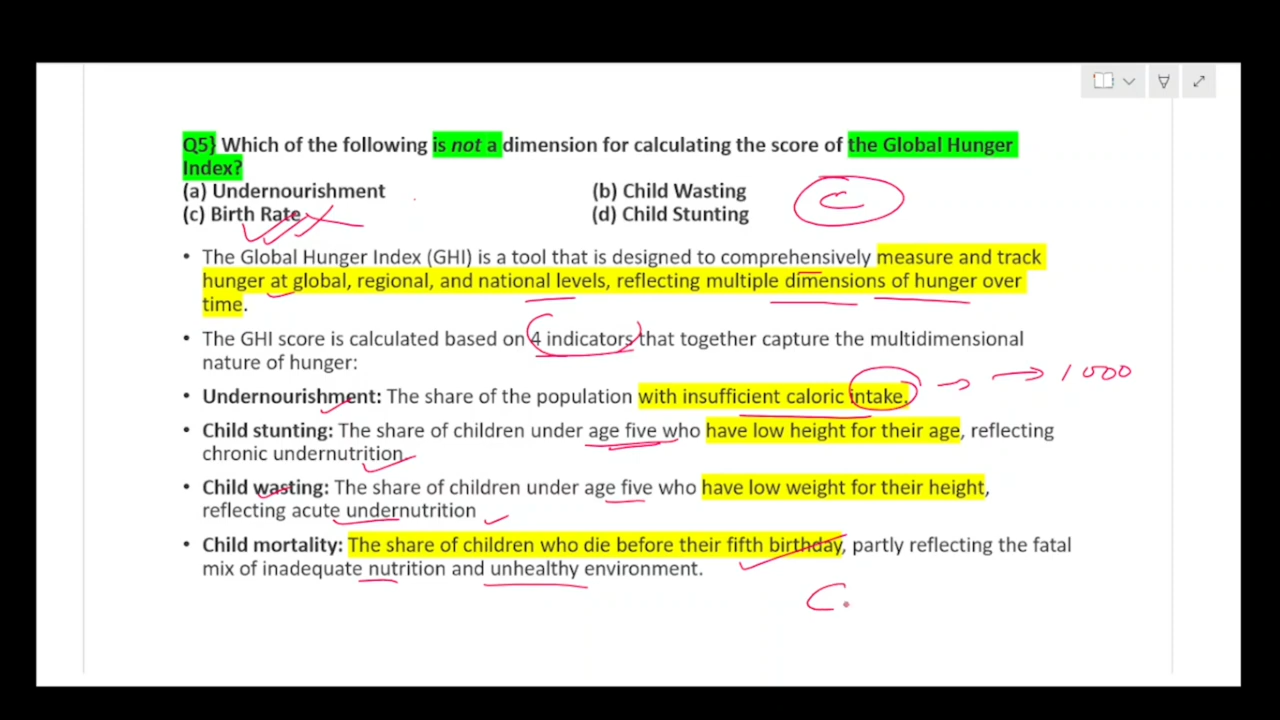 Q5} Which of the following is not a dimension for calculating the score of the Global Hunger
Index?
(a) Undernourishment (b) Child Wasting
(c) Birth Rate (d) Child Stunting
C
• The Global Hunger Index (GHI) is a tool that is designed to comprehensively measure and track
hunger at global, regional, and national levels, reflecting multiple dimensions of hunger over
time.
• The GHI score is calculated based on 4 indicators that together capture the multidimensional
nature of hunger:
• Undernourishment: The share of the population with insufficient caloric intake. → → 1000
• Child stunting: The share of children under age five who have low height for their age, reflecting
chronic undernutrition
• Child wasting: The share of children under age five who have low weight for their height,
reflecting acute undernutrition
• Child mortality: The share of children who die before their fifth birthday, partly reflecting the fatal
mix of inadequate nutrition and unhealthy environment.
C.